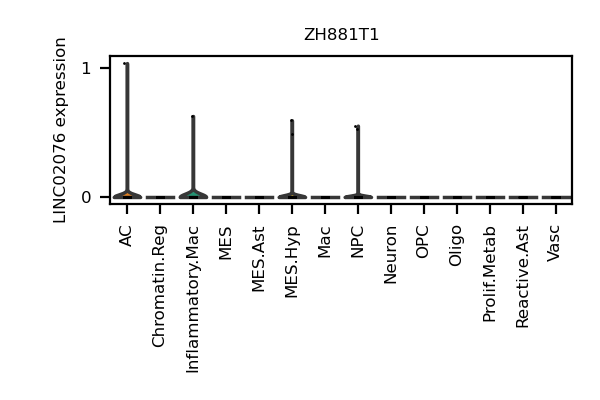 ZH881T1
LINC02076 expression
1
0
AC
Chromatin.Reg
Inflammatory.Mac
MES
MES.Ast
MES.Hyp
Mac
NPC
Neuron
OPC
Oligo
Prolif.Metab
Reactive.Ast
Vasc